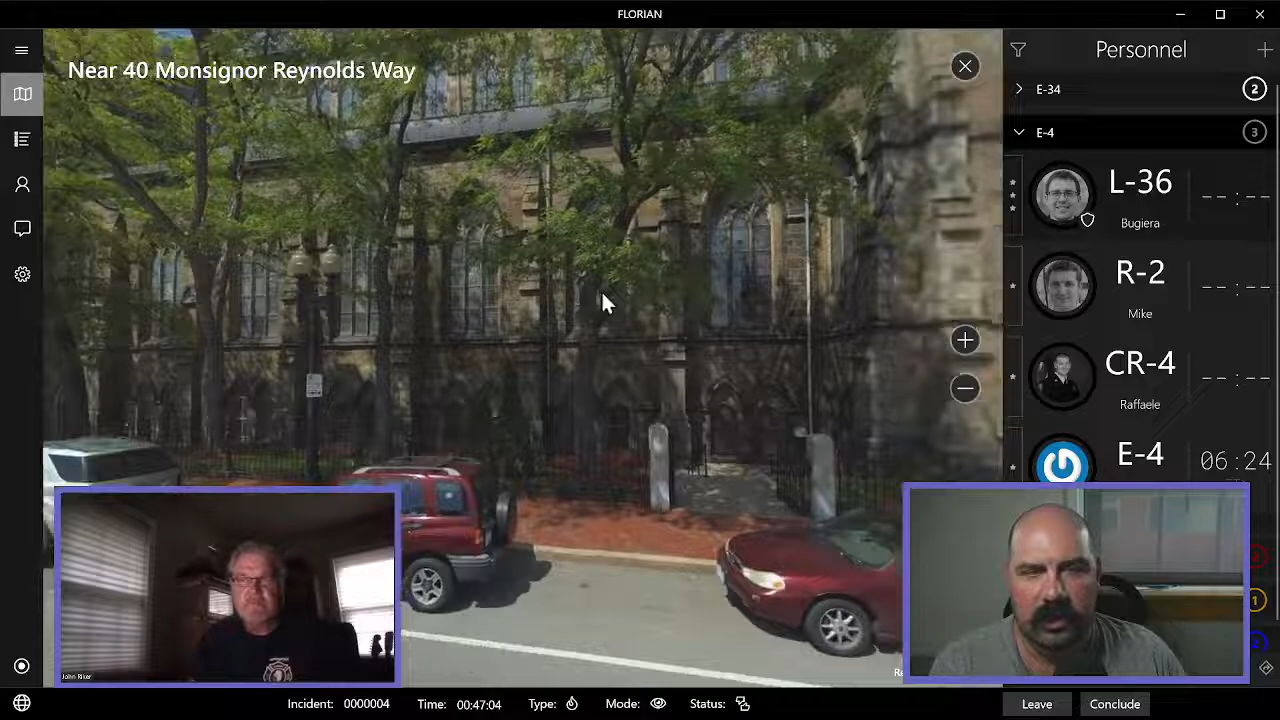 FLORIAN
Near 40 Monsignor Reynolds Way
Personnel
E-34
2
E-4
3
L-36
Bugiera
-- : --
R-2
Mike
-- : --
CR-4
Raffaele
-- : --
E-4
06 : 24
1
John Riker
Incident: 0000004
Time: 00:47:04
Type:
Mode:
Status:
Leave
Conclude